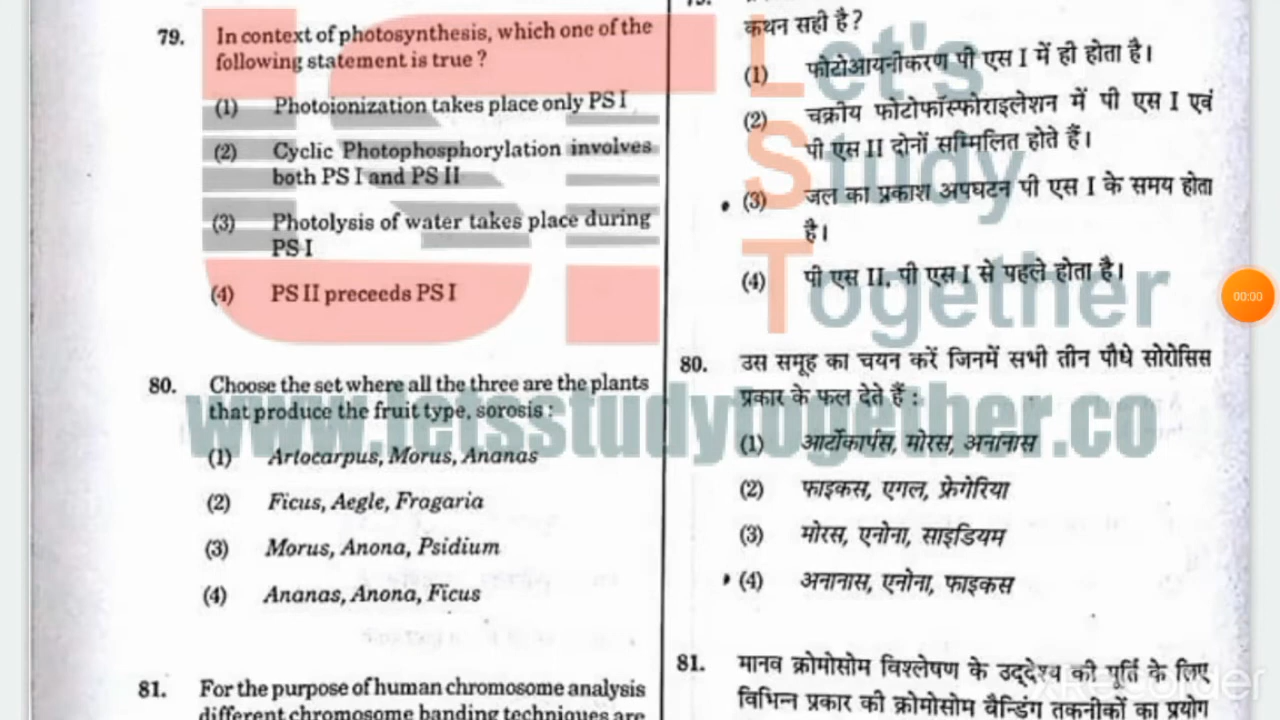 79. In context of photosynthesis, which one of the
following statement is true ?
(1) Photoionization takes place only PS I
(2) Cyclic Photophosphorylation involves
both PS I and PS II
(3) Photolysis of water takes place during
PS I
(4) PS II preceeds PS I
80. Choose the set where all the three are the plants
that produce the fruit type, sorosis :
(1) Artocarpus, Morus, Ananas
(2) Ficus, Aegle, Fragaria
(3) Morus, Anona, Psidium
(4) Ananas, Anona, Ficus
81. For the purpose of human chromosome analysis
different chromosome banding techniques are
कथन सही है?
(1) फोटोआयनीकरण पी एस I में ही होता है।
(2) चक्रीय फोटोफॉस्फोराइलेशन में पी एस I एवं
पी एस II दोनों सम्मिलित होते हैं।
(3) जल का प्रकाश अपघटन पी एस I के समय होता
है।
(4) पी एस II, पी एस I से पहले होता है।
80. उस समूह का चयन करें जिनमें सभी तीन पौधे सोरोसिस
प्रकार के फल देते हैं :
(1) आर्टोकार्पस, मोरस, अनानास
(2) फाइकस, एगल, फ्रेगेरिया
(3) मोरस, एनोना, साइडियम
(4) अनानास, एनोना, फाइकस
81. मानव क्रोमोसोम विश्लेषण के उद्देश्य की पूर्ति के लिए
विभिन्न प्रकार की क्रोमोसोम बैन्डिंग तकनीकों का प्रयोग
Let's
Study
Together
www.letsstudytogether.co
00:00